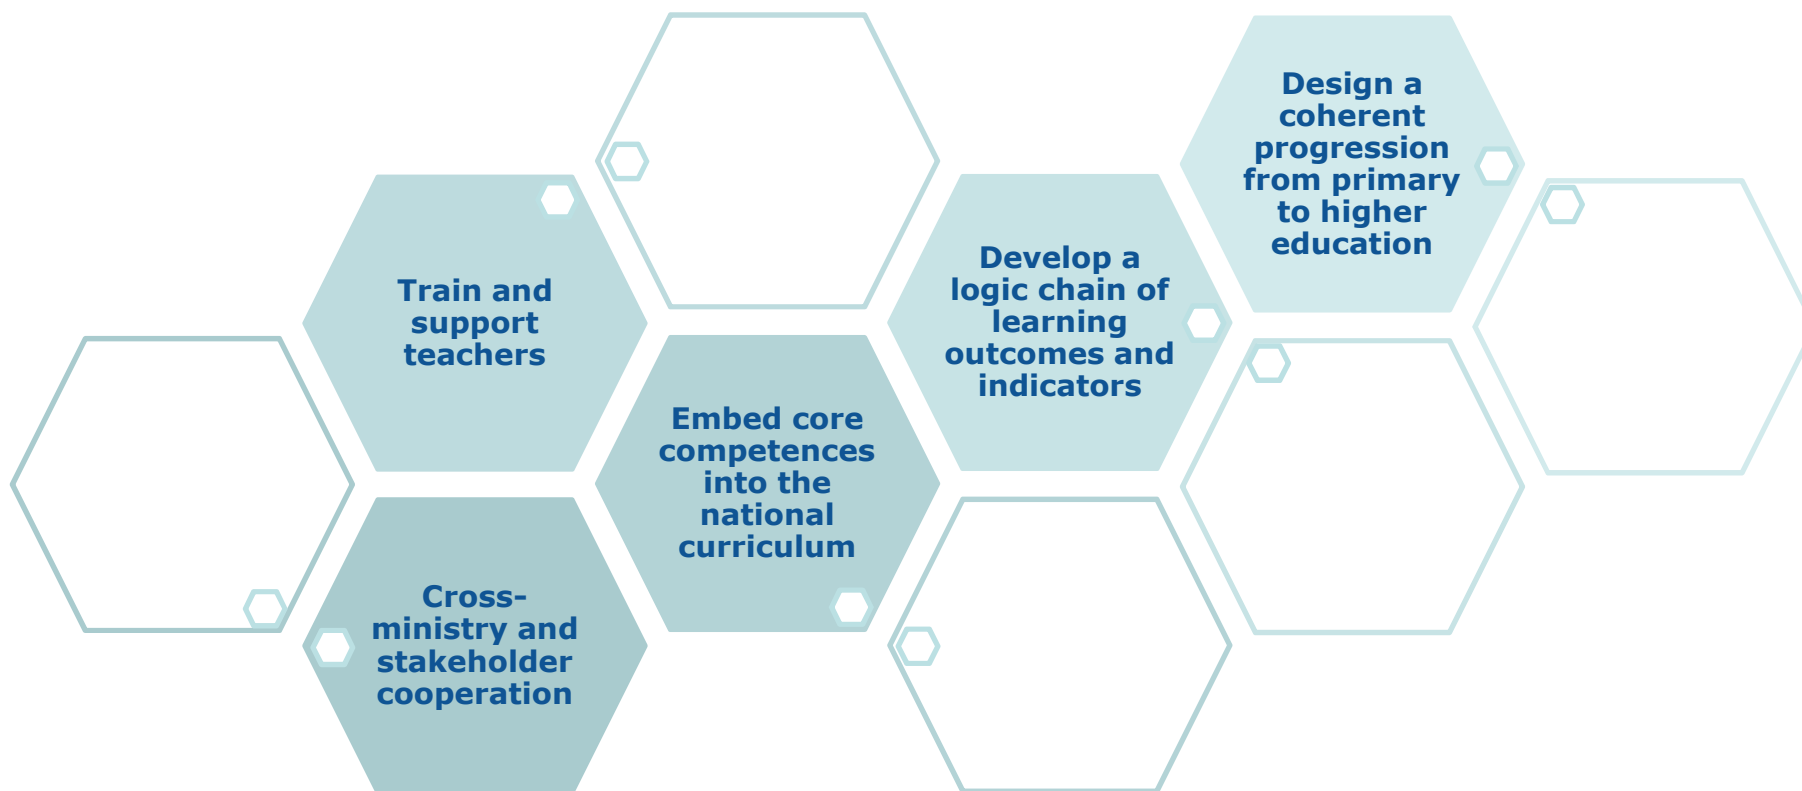 Train and
support
teachers
Cross-
ministry and
stakeholder
cooperation
Embed core
competences
into the
national
curriculum
Develop a
logic chain of
learning
outcomes and
indicators
Design a
coherent
progression
from primary
to higher
education